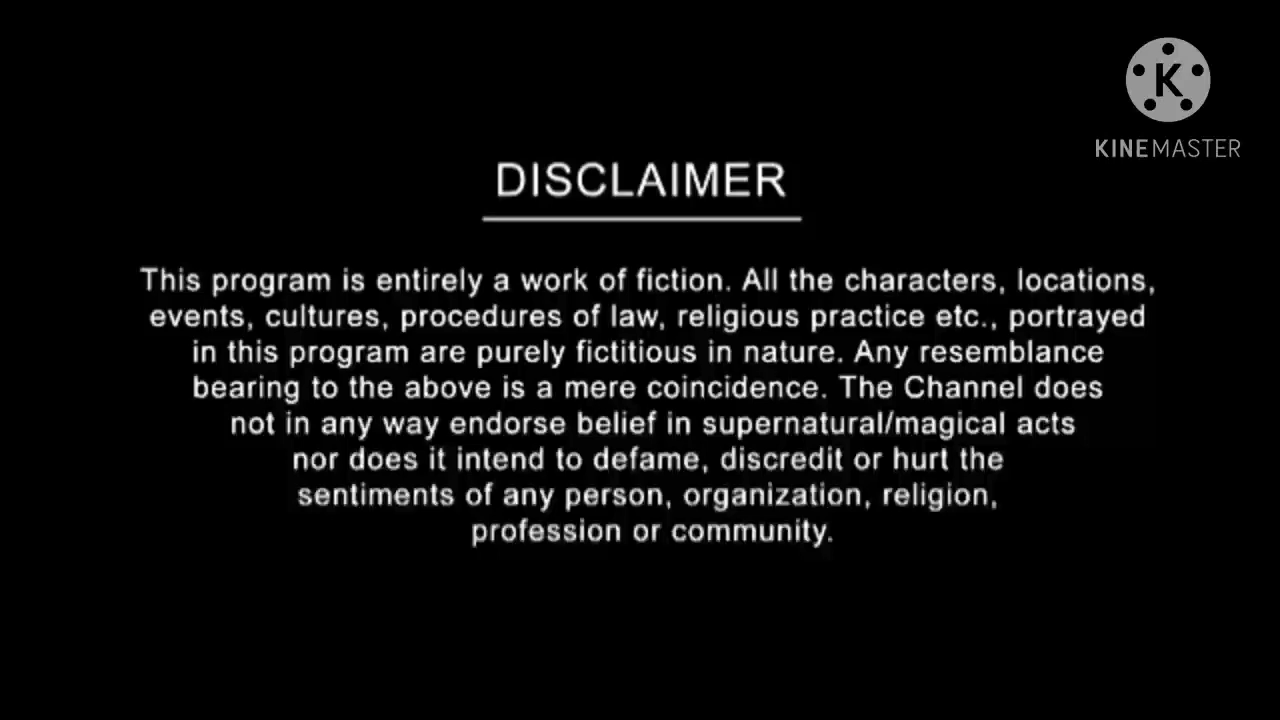 K
KINEMASTER
DISCLAIMER
This program is entirely a work of fiction. All the characters, locations,
events, cultures, procedures of law, religious practice etc., portrayed
in this program are purely fictitious in nature. Any resemblance
bearing to the above is a mere coincidence. The Channel does
not in any way endorse belief in supernatural/magical acts
nor does it intend to defame, discredit or hurt the
sentiments of any person, organization, religion,
profession or community.